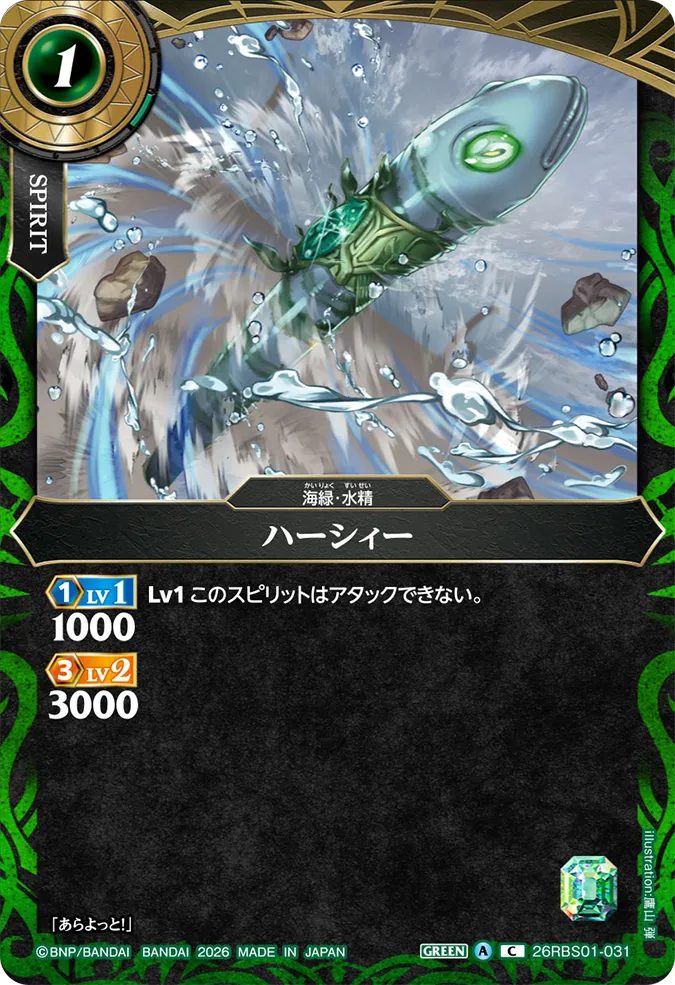 1
SPIRIT
かいりょく すいせい
海緑・水精
ハーシィー
1 LV1 Lv1 このスピリットはアタックできない。
1000
3 LV2
3000
illustration:鷹山 彌
「あらよっと!」
©BNP/BANDAI BANDAI 2026 MADE IN JAPAN GREEN A C 26RBS01-031